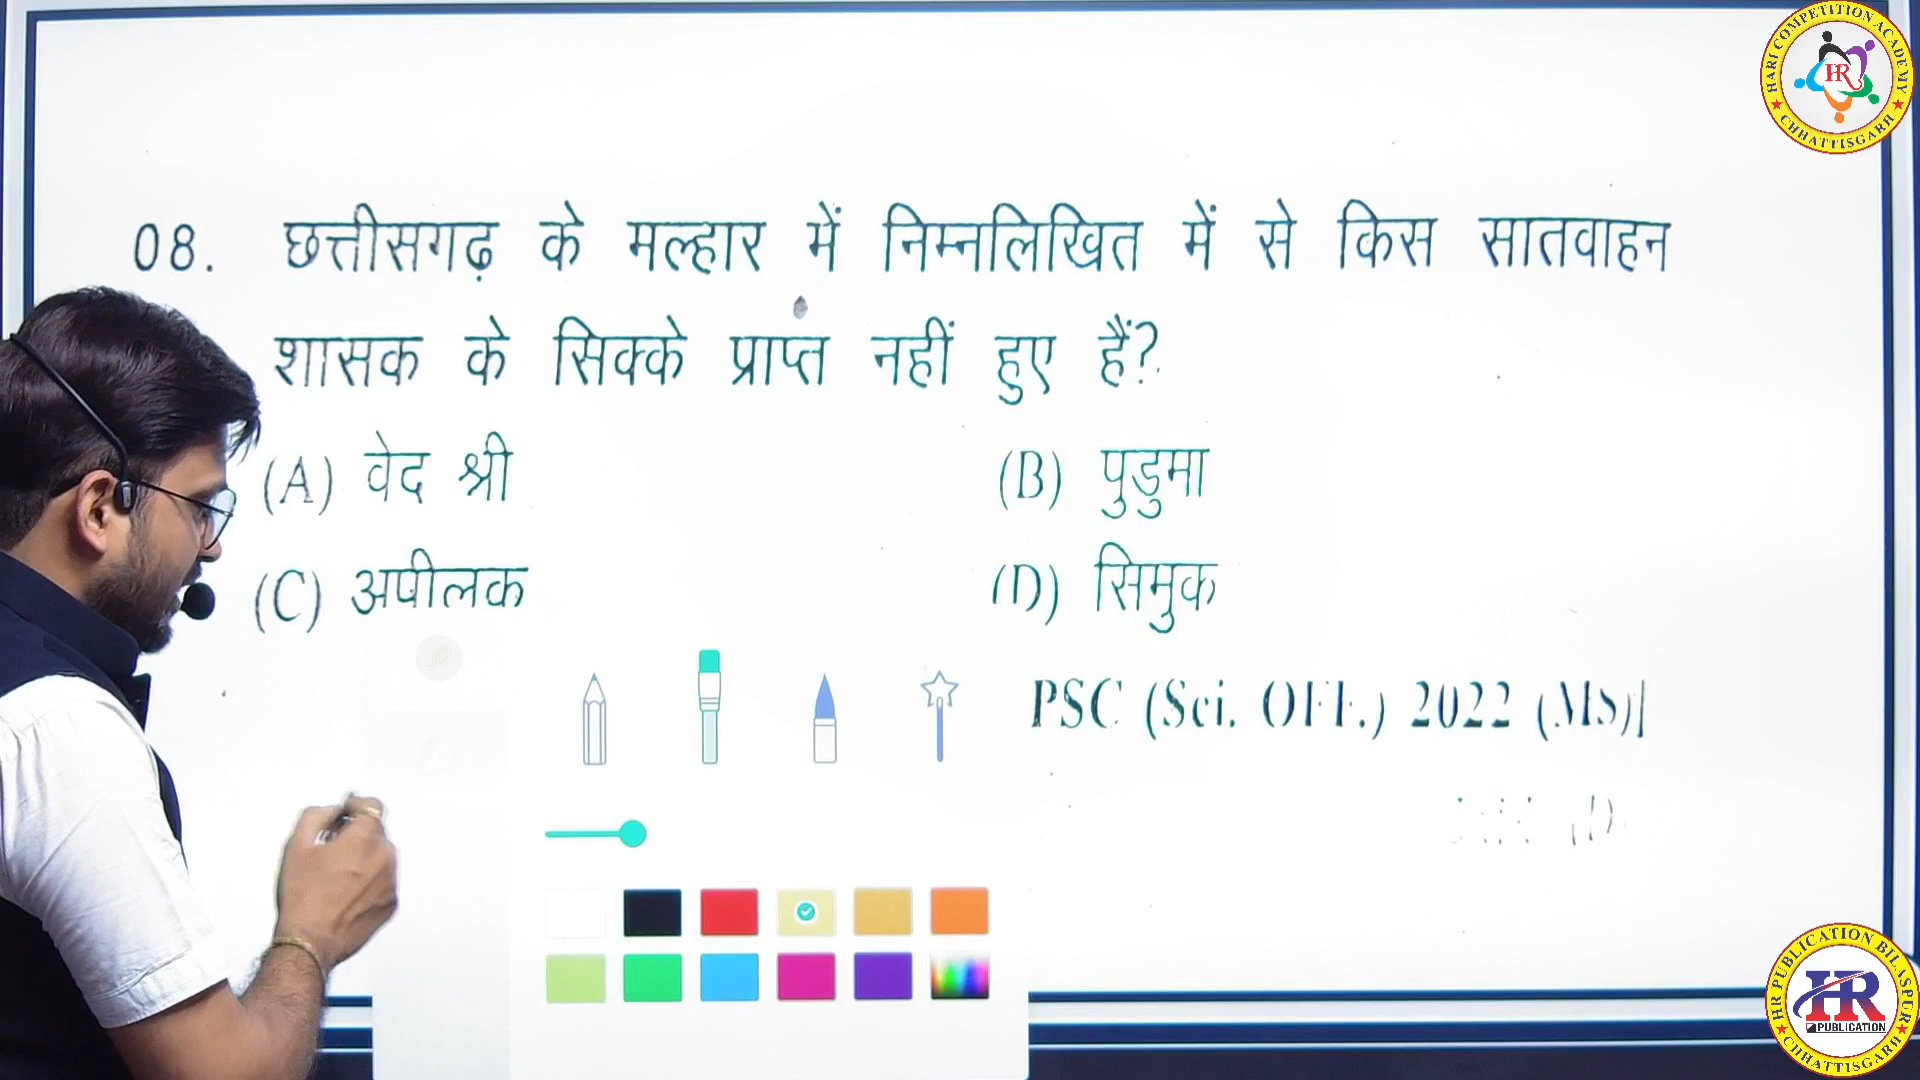 08. छत्तीसगढ़ के मल्हार में निम्नलिखित में से किस सातवाहन
शासक के सिक्के प्राप्त नहीं हुए हैं?
(A) वेद श्री
(B) पुडुमा
(C) अपीलक
(D) सिमुक
PSC (Sci. OFF.) 2022 (MS)]
HARI COMPETITION ACADEMY
HR
CHHATTISGARH
HR PUBLICATION BILASPUR
HR
PUBLICATION
CHHATTISGARH